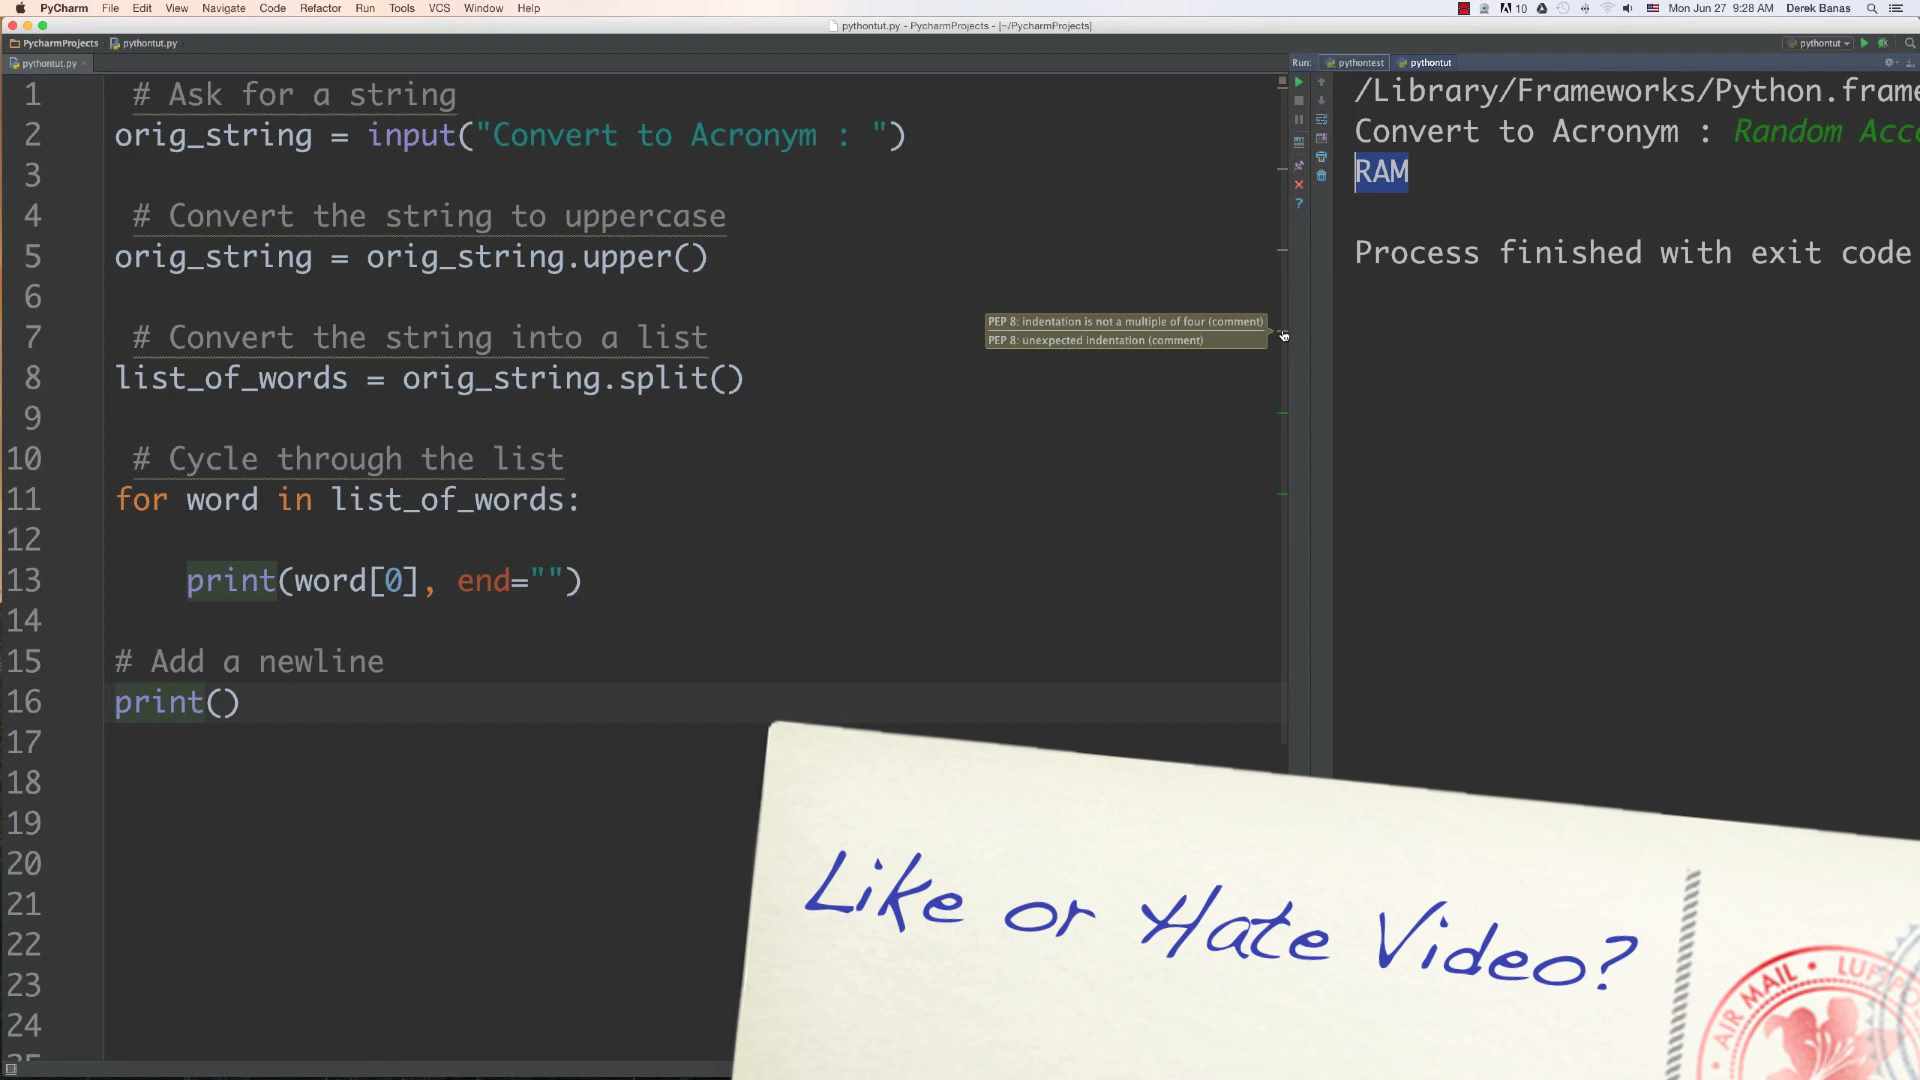 PyCharm File Edit View Navigate Code Refactor Run Tools VCS Window Help 10 Mon Jun 27 9:28 AM Derek Banas
pythontut.py - PycharmProjects - [~/PycharmProjects]
PycharmProjects pythontut.py pythontut
pythontut.py Run: pythontest pythontut
1 # Ask for a string
2 orig_string = input("Convert to Acronym : ")
3
4 # Convert the string to uppercase
5 orig_string = orig_string.upper()
6
7 # Convert the string into a list
8 list_of_words = orig_string.split()
9
10 # Cycle through the list
11 for word in list_of_words:
12
13 print(word[0], end="")
14
15 # Add a newline
16 print()
17
18
19
20
21
22
23
24
PEP 8: indentation is not a multiple of four (comment)
PEP 8: unexpected indentation (comment)
/Library/Frameworks/Python.frame
Convert to Acronym : Random Acce
RAM
Process finished with exit code
Like or Hate Video?
AIR MAIL • LUFTPO